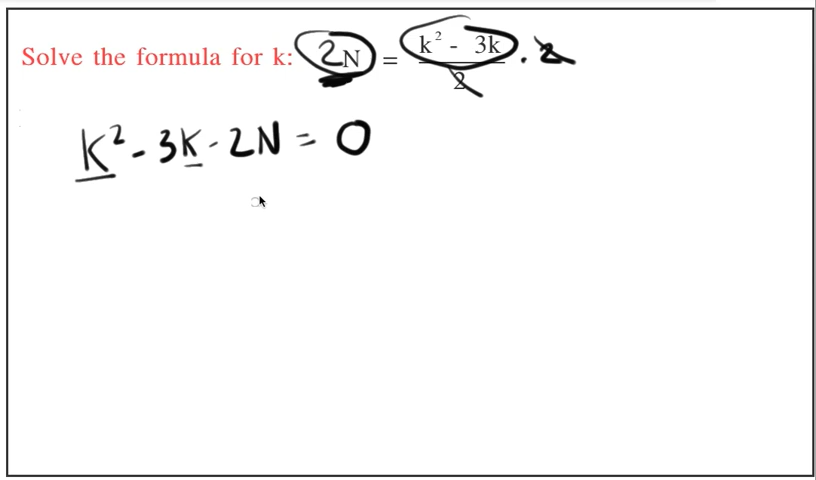 Solve the formula for k: 2N = k² - 3k / 2 · 2
K² - 3K - 2N = 0